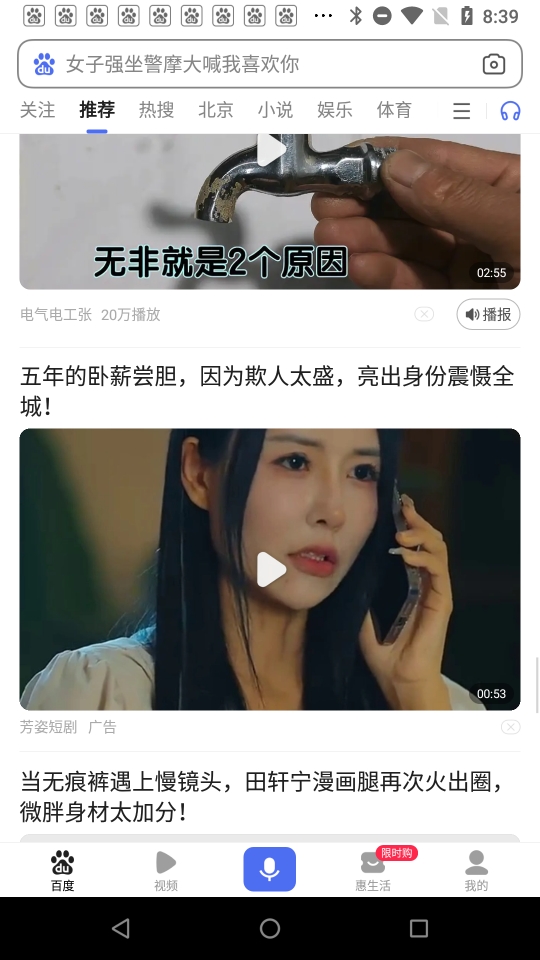 8:39
女子强坐警摩大喊我喜欢你
关注 推荐 热搜 北京 小说 娱乐 体育
无非就是2个原因
02:55
电气电工张 20万播放 播报
五年的卧薪尝胆，因为欺人太盛，亮出身份震慑全
城！
00:53
芳姿短剧 广告
当无痕裤遇上慢镜头，田轩宁漫画腿再次火出圈，
微胖身材太加分！
限时购
百度 视频 惠生活 我的